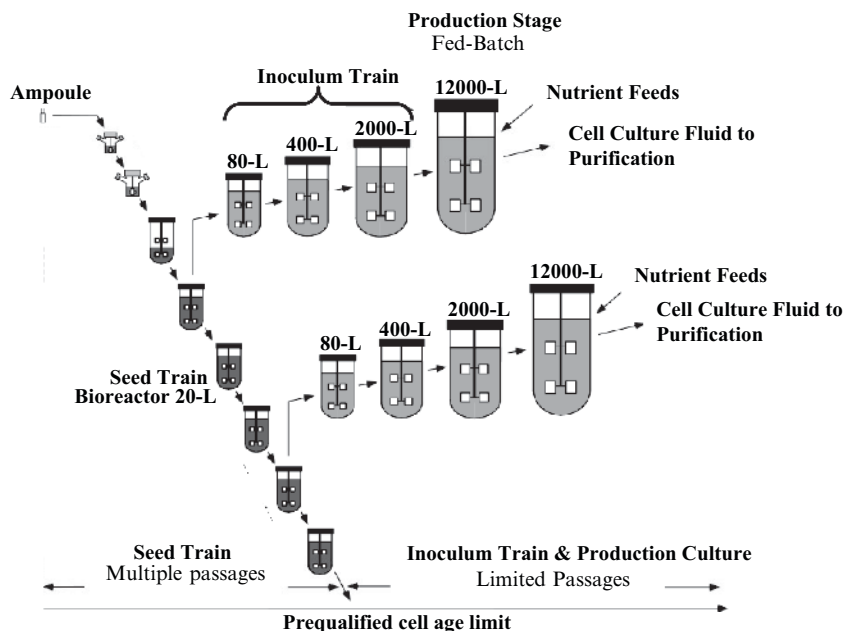 Production Stage
Fed-Batch
Inoculum Train
Ampoule
12000-L
Nutrient Feeds
2000-L
Cell Culture Fluid to
Purification
400-L
80-L
12000-L
Nutrient Feeds
2000-L
Cell Culture Fluid to
Purification
400-L
80-L
Seed Train
Bioreactor 20-L
Seed Train
Multiple passages
Inoculum Train & Production Culture
Limited Passages
Prequalified cell age limit